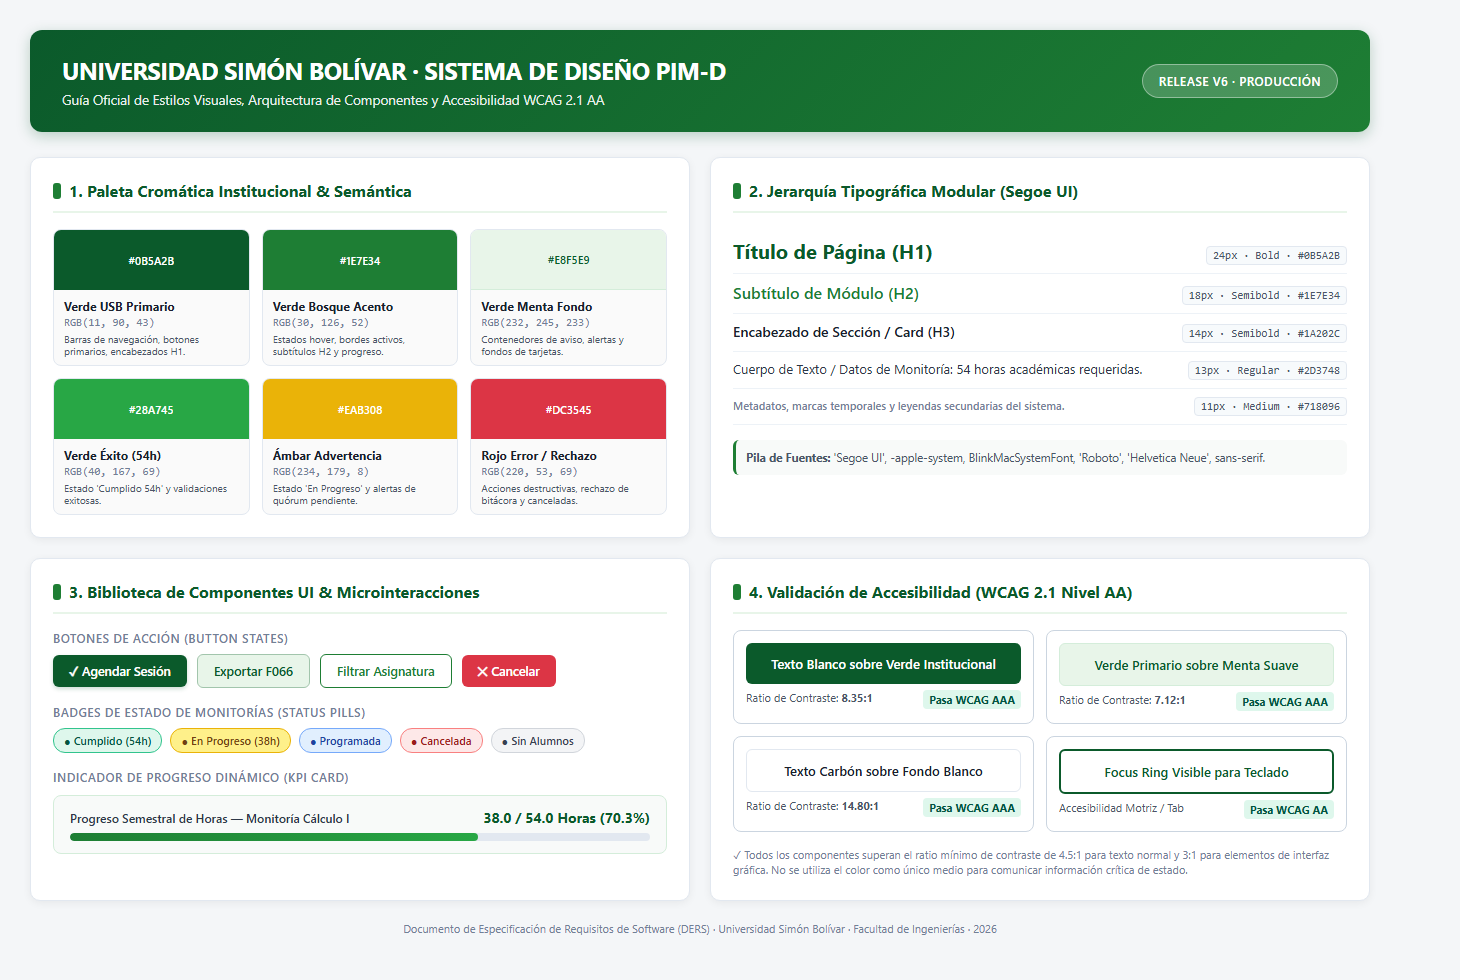 UNIVERSIDAD SIMÓN BOLÍVAR · SISTEMA DE DISEÑO PIM-D
Guía Oficial de Estilos Visuales, Arquitectura de Componentes y Accesibilidad WCAG 2.1 AA
RELEASE V6 · PRODUCCIÓN
1. Paleta Cromática Institucional & Semántica
#0B5A2B
Verde USB Primario
RGB(11, 90, 43)
Barras de navegación, botones
primarios, encabezados H1.
#1E7E34
Verde Bosque Acento
RGB(30, 126, 52)
Estados hover, bordes activos,
subtítulos H2 y progreso.
#E8F5E9
Verde Menta Fondo
RGB(232, 245, 233)
Contenedores de aviso, alertas y
fondos de tarjetas.
#28A745
Verde Éxito (54h)
RGB(40, 167, 69)
Estado 'Cumplido 54h' y validaciones
exitosas.
#EAB308
Ámbar Advertencia
RGB(234, 179, 8)
Estado 'En Progreso' y alertas de
quórum pendiente.
#DC3545
Rojo Error / Rechazo
RGB(220, 53, 69)
Acciones destructivas, rechazo de
bitácora y canceladas.
2. Jerarquía Tipográfica Modular (Segoe UI)
Título de Página (H1)
24px · Bold · #0B5A2B
Subtítulo de Módulo (H2)
18px · Semibold · #1E7E34
Encabezado de Sección / Card (H3)
14px · Semibold · #1A202C
Cuerpo de Texto / Datos de Monitoría: 54 horas académicas requeridas.
13px · Regular · #2D3748
Metadatos, marcas temporales y leyendas secundarias del sistema.
11px · Medium · #718096
Pila de Fuentes: 'Segoe UI', -apple-system, BlinkMacSystemFont, 'Roboto', 'Helvetica Neue', sans-serif.
3. Biblioteca de Componentes UI & Microinteracciones
BOTONES DE ACCIÓN (BUTTON STATES)
✓ Agendar Sesión
Exportar F066
Filtrar Asignatura
✕ Cancelar
BADGES DE ESTADO DE MONITORÍAS (STATUS PILLS)
● Cumplido (54h)
● En Progreso (38h)
● Programada
● Cancelada
● Sin Alumnos
INDICADOR DE PROGRESO DINÁMICO (KPI CARD)
Progreso Semestral de Horas — Monitoría Cálculo I
38.0 / 54.0 Horas (70.3%)
4. Validación de Accesibilidad (WCAG 2.1 Nivel AA)
Texto Blanco sobre Verde Institucional
Ratio de Contraste: 8.35:1
Pasa WCAG AAA
Verde Primario sobre Menta Suave
Ratio de Contraste: 7.12:1
Pasa WCAG AAA
Texto Carbón sobre Fondo Blanco
Ratio de Contraste: 14.80:1
Pasa WCAG AAA
Focus Ring Visible para Teclado
Accesibilidad Motriz / Tab
Pasa WCAG AA
✓ Todos los componentes superan el ratio mínimo de contraste de 4.5:1 para texto normal y 3:1 para elementos de interfaz
gráfica. No se utiliza el color como único medio para comunicar información crítica de estado.
Documento de Especificación de Requisitos de Software (DERS) · Universidad Simón Bolívar · Facultad de Ingenierías · 2026